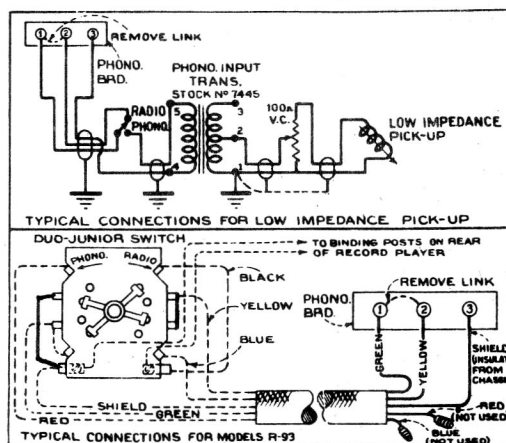 1 2 3
REMOVE LINK
PHONO.
BRD.
RADIO
PHONO.
PHONO. INPUT
TRANS.
STOCK No 7445
5
4
3
2
1
100Ω
V.C.
LOW IMPEDANCE
PICK-UP
TYPICAL CONNECTIONS FOR LOW IMPEDANCE PICK-UP
DUO-JUNIOR SWITCH
PHONO. RADIO
TO BINDING POSTS ON REAR
OF RECORD PLAYER
BLACK
YELLOW
BLUE
REMOVE LINK
PHONO.
BRD.
1 2 3
GREEN
YELLOW
SHIELD
(INSULAT
FROM
CHASSI
RED
(NOT USED)
BLUE
(NOT USED)
SHIELD
RED
GREEN
TYPICAL CONNECTIONS FOR MODELS R-93